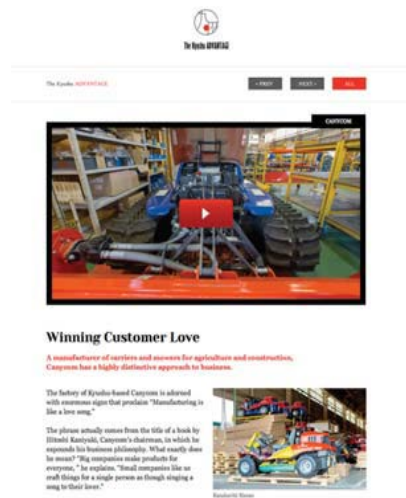 The Kyushu ADVANTAGE
The Kyushu ADVANTAGE
‹ PREV
NEXT ›
ALL
CANYCOM
Winning Customer Love
A manufacturer of carriers and mowers for agriculture and construction,
Canycom has a highly distinctive approach to business.
The factory of Kyushu-based Canycom is adorned
with enormous signs that proclaim "Manufacturing is
like a love song."
The phrase actually comes from the title of a book by
Hitoshi Kaniyuki, Canycom's chairman, in which he
expounds his business philosophy. What exactly does
he mean? "Big companies make products for
everyone, " he explains. "Small companies like us
craft things for a single person as though singing a
song to their lover."